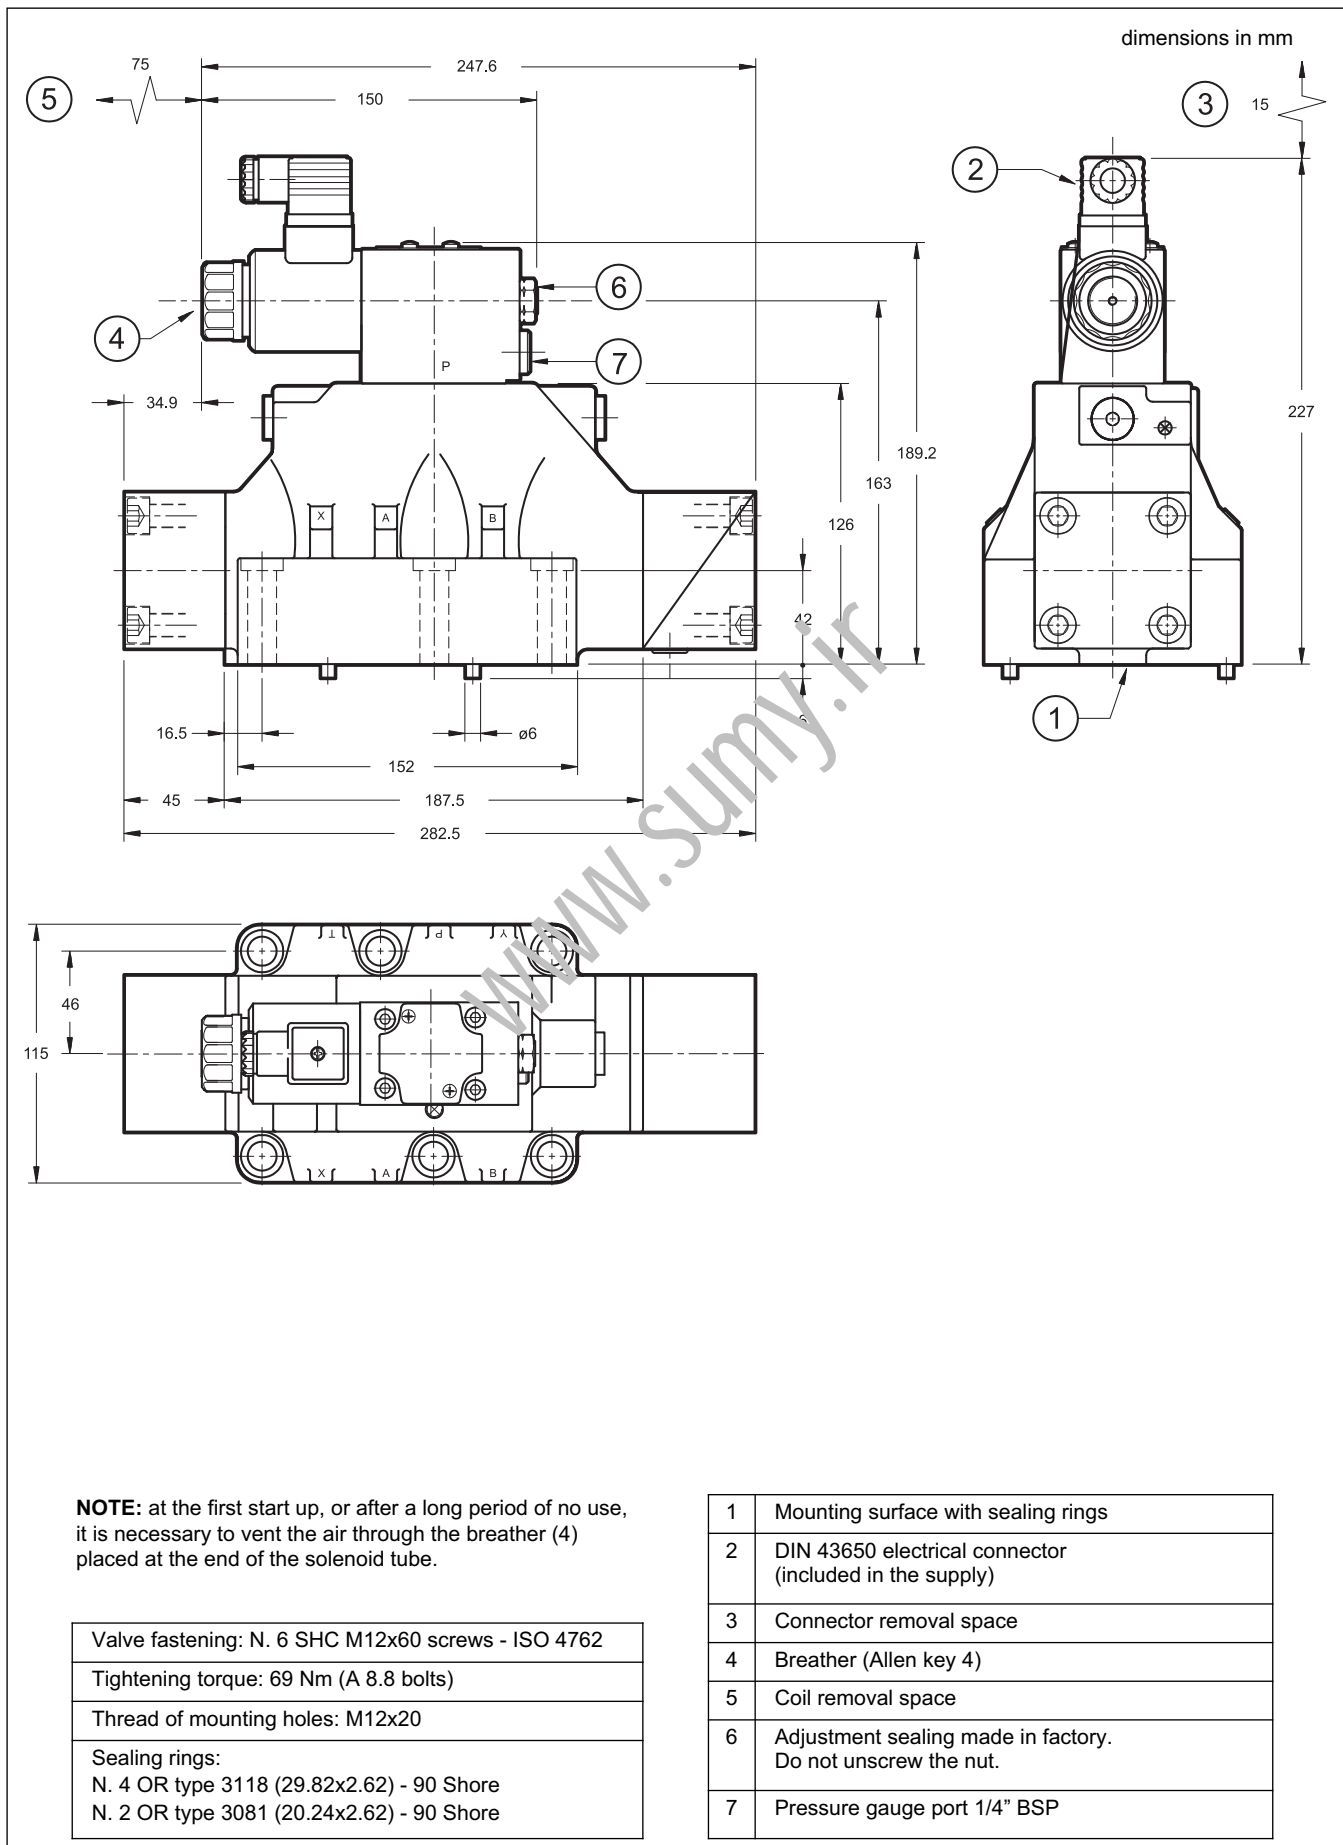 dimensions in mm
75
247.6
5
150
3
15
2
6
4
7
P
34.9
227
189.2
163
126
X
A
B
42
6
1
16.5
ø6
152
45
187.5
282.5
www.sumy.ir
T
P
Y
46
115
X
A
B
NOTE: at the first start up, or after a long period of no use,
it is necessary to vent the air through the breather (4)
placed at the end of the solenoid tube.
Valve fastening: N. 6 SHC M12x60 screws - ISO 4762
Tightening torque: 69 Nm (A 8.8 bolts)
Thread of mounting holes: M12x20
Sealing rings:
N. 4 OR type 3118 (29.82x2.62) - 90 Shore
N. 2 OR type 3081 (20.24x2.62) - 90 Shore
1 Mounting surface with sealing rings
2 DIN 43650 electrical connector
(included in the supply)
3 Connector removal space
4 Breather (Allen key 4)
5 Coil removal space
6 Adjustment sealing made in factory.
Do not unscrew the nut.
7 Pressure gauge port 1/4” BSP